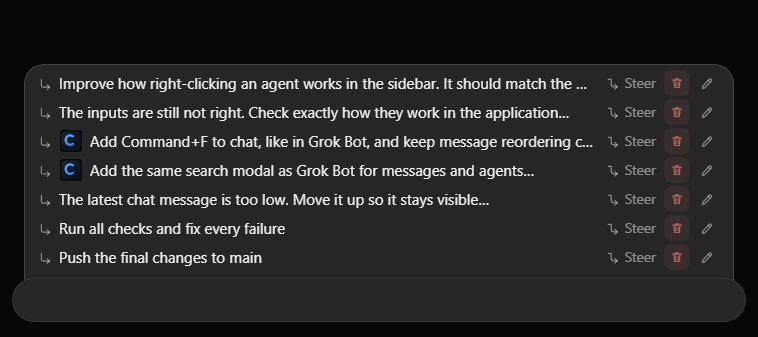 Improve how right-clicking an agent works in the sidebar. It should match the ... Steer
The inputs are still not right. Check exactly how they work in the application... Steer
C Add Command+F to chat, like in Grok Bot, and keep message reordering c... Steer
C Add the same search modal as Grok Bot for messages and agents... Steer
The latest chat message is too low. Move it up so it stays visible... Steer
Run all checks and fix every failure Steer
Push the final changes to main Steer